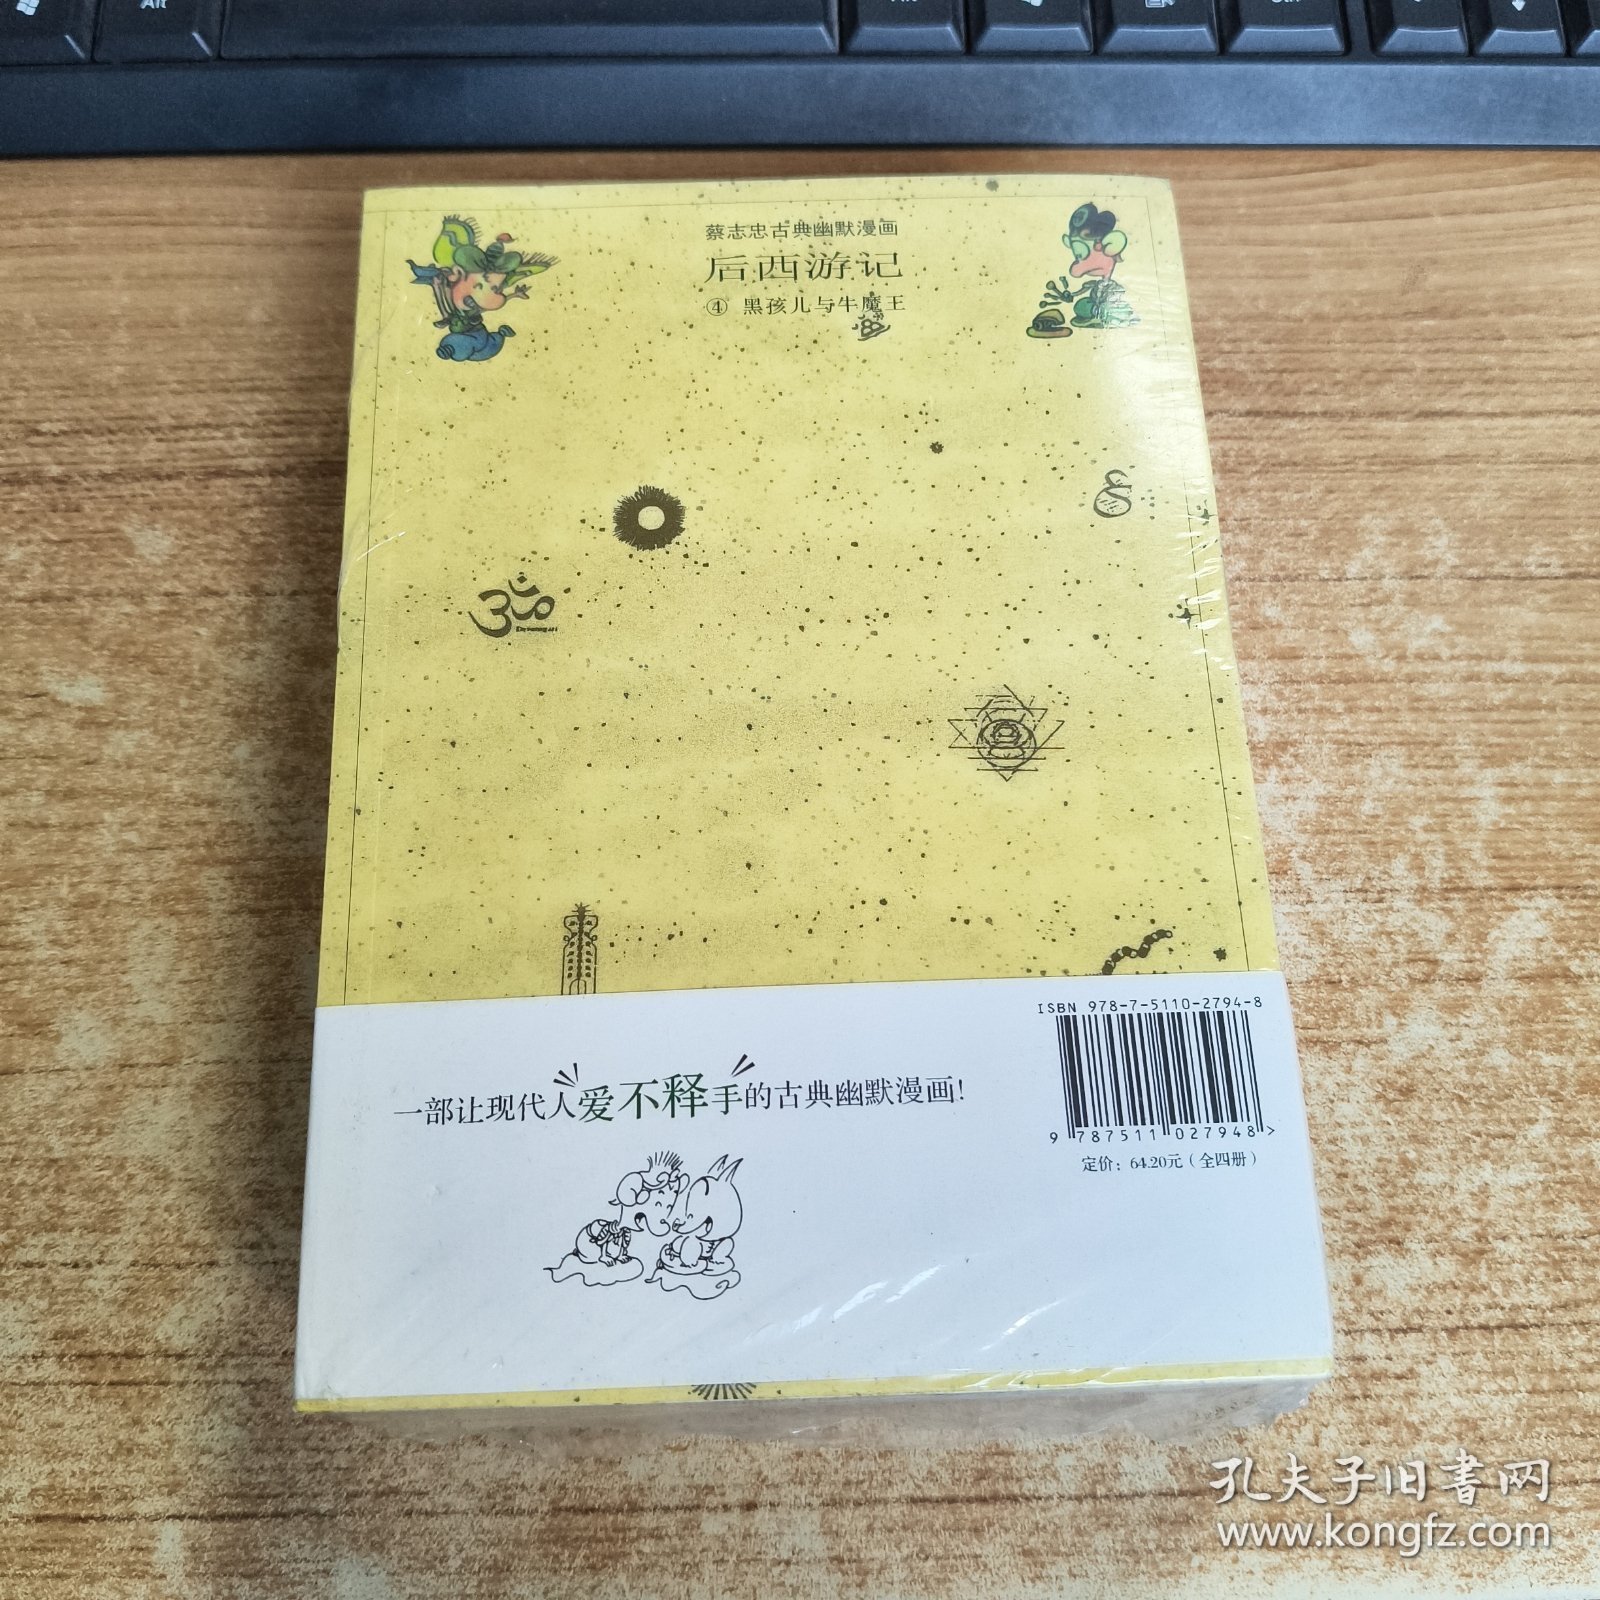 Alt
蔡志忠古典幽默漫画
后西游记
④ 黑孩儿与牛魔王
ISBN 978-7-5110-2794-8
一部让现代人爱不释手的古典幽默漫画!
9 787511 027948 >
定价: 64.20元(全四册)
孔夫子旧书网
www.kongfz.com